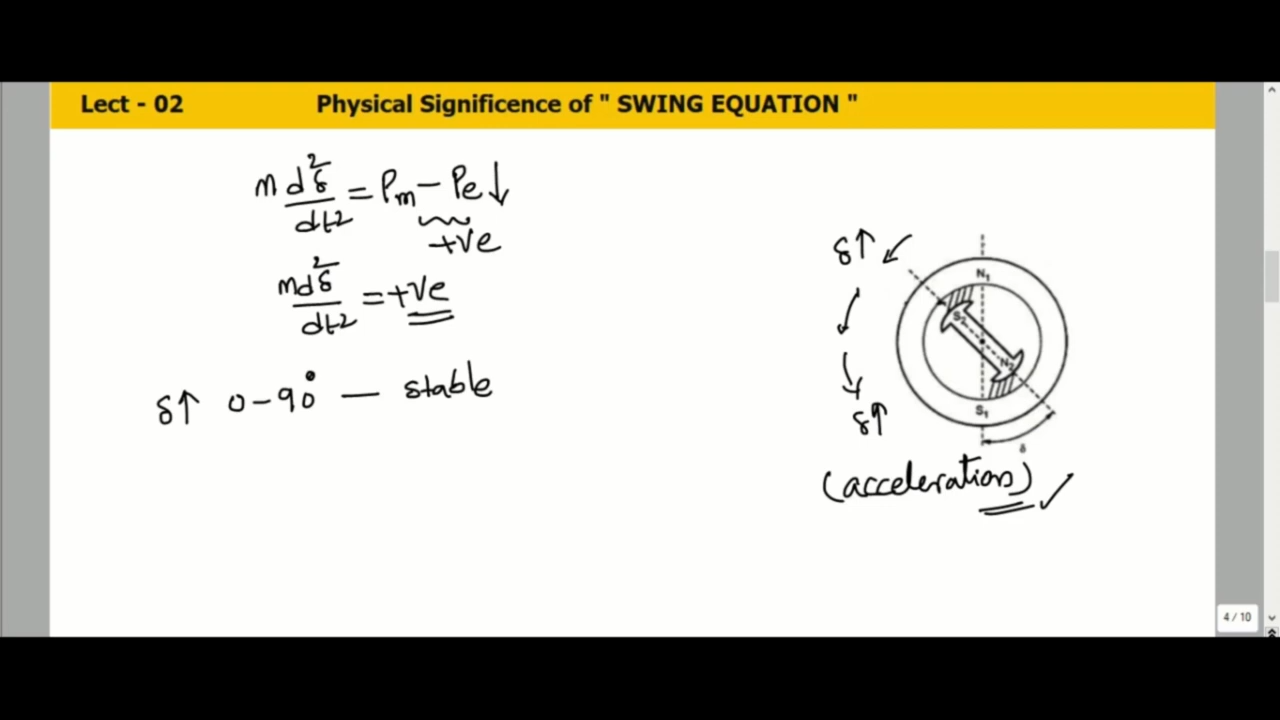 Lect - 02 Physical Significence of " SWING EQUATION "
M d²δ/dt² = Pm - Pe ↓
+ve
Md²δ/dt² = +ve
δ↑ 0-90° — stable
δ↑
N₁
S₂
N₂
S₁
δ↑
δ
(acceleration) ✓
4 / 10